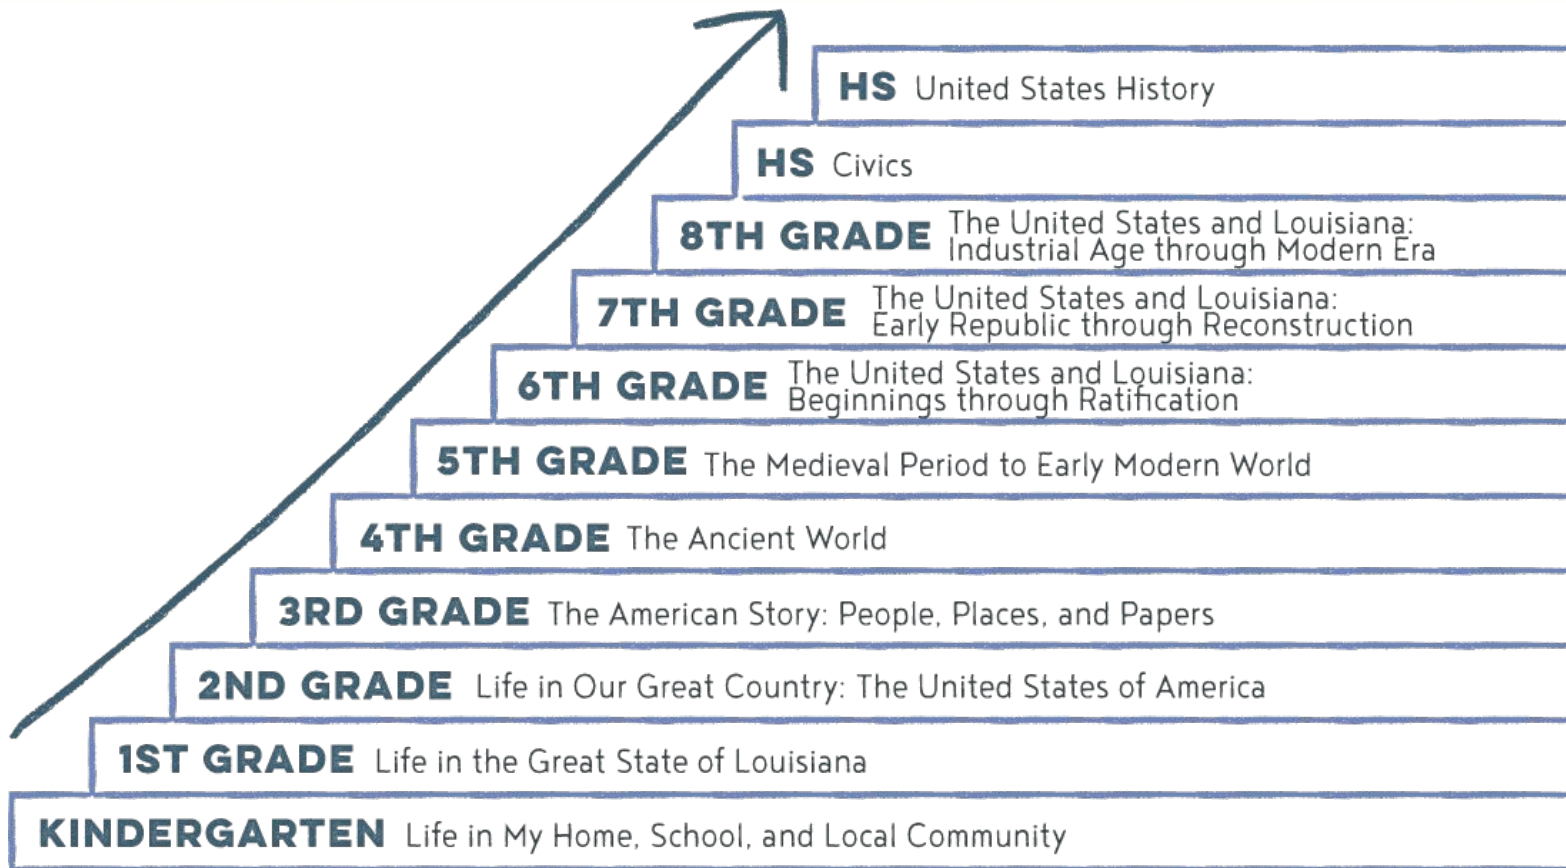 HS United States History
HS Civics
8TH GRADE The United States and Louisiana:
Industrial Age through Modern Era
7TH GRADE The United States and Louisiana:
Early Republic through Reconstruction
6TH GRADE The United States and Louisiana:
Beginnings through Ratification
5TH GRADE The Medieval Period to Early Modern World
4TH GRADE The Ancient World
3RD GRADE The American Story: People, Places, and Papers
2ND GRADE Life in Our Great Country: The United States of America
1ST GRADE Life in the Great State of Louisiana
KINDERGARTEN Life in My Home, School, and Local Community